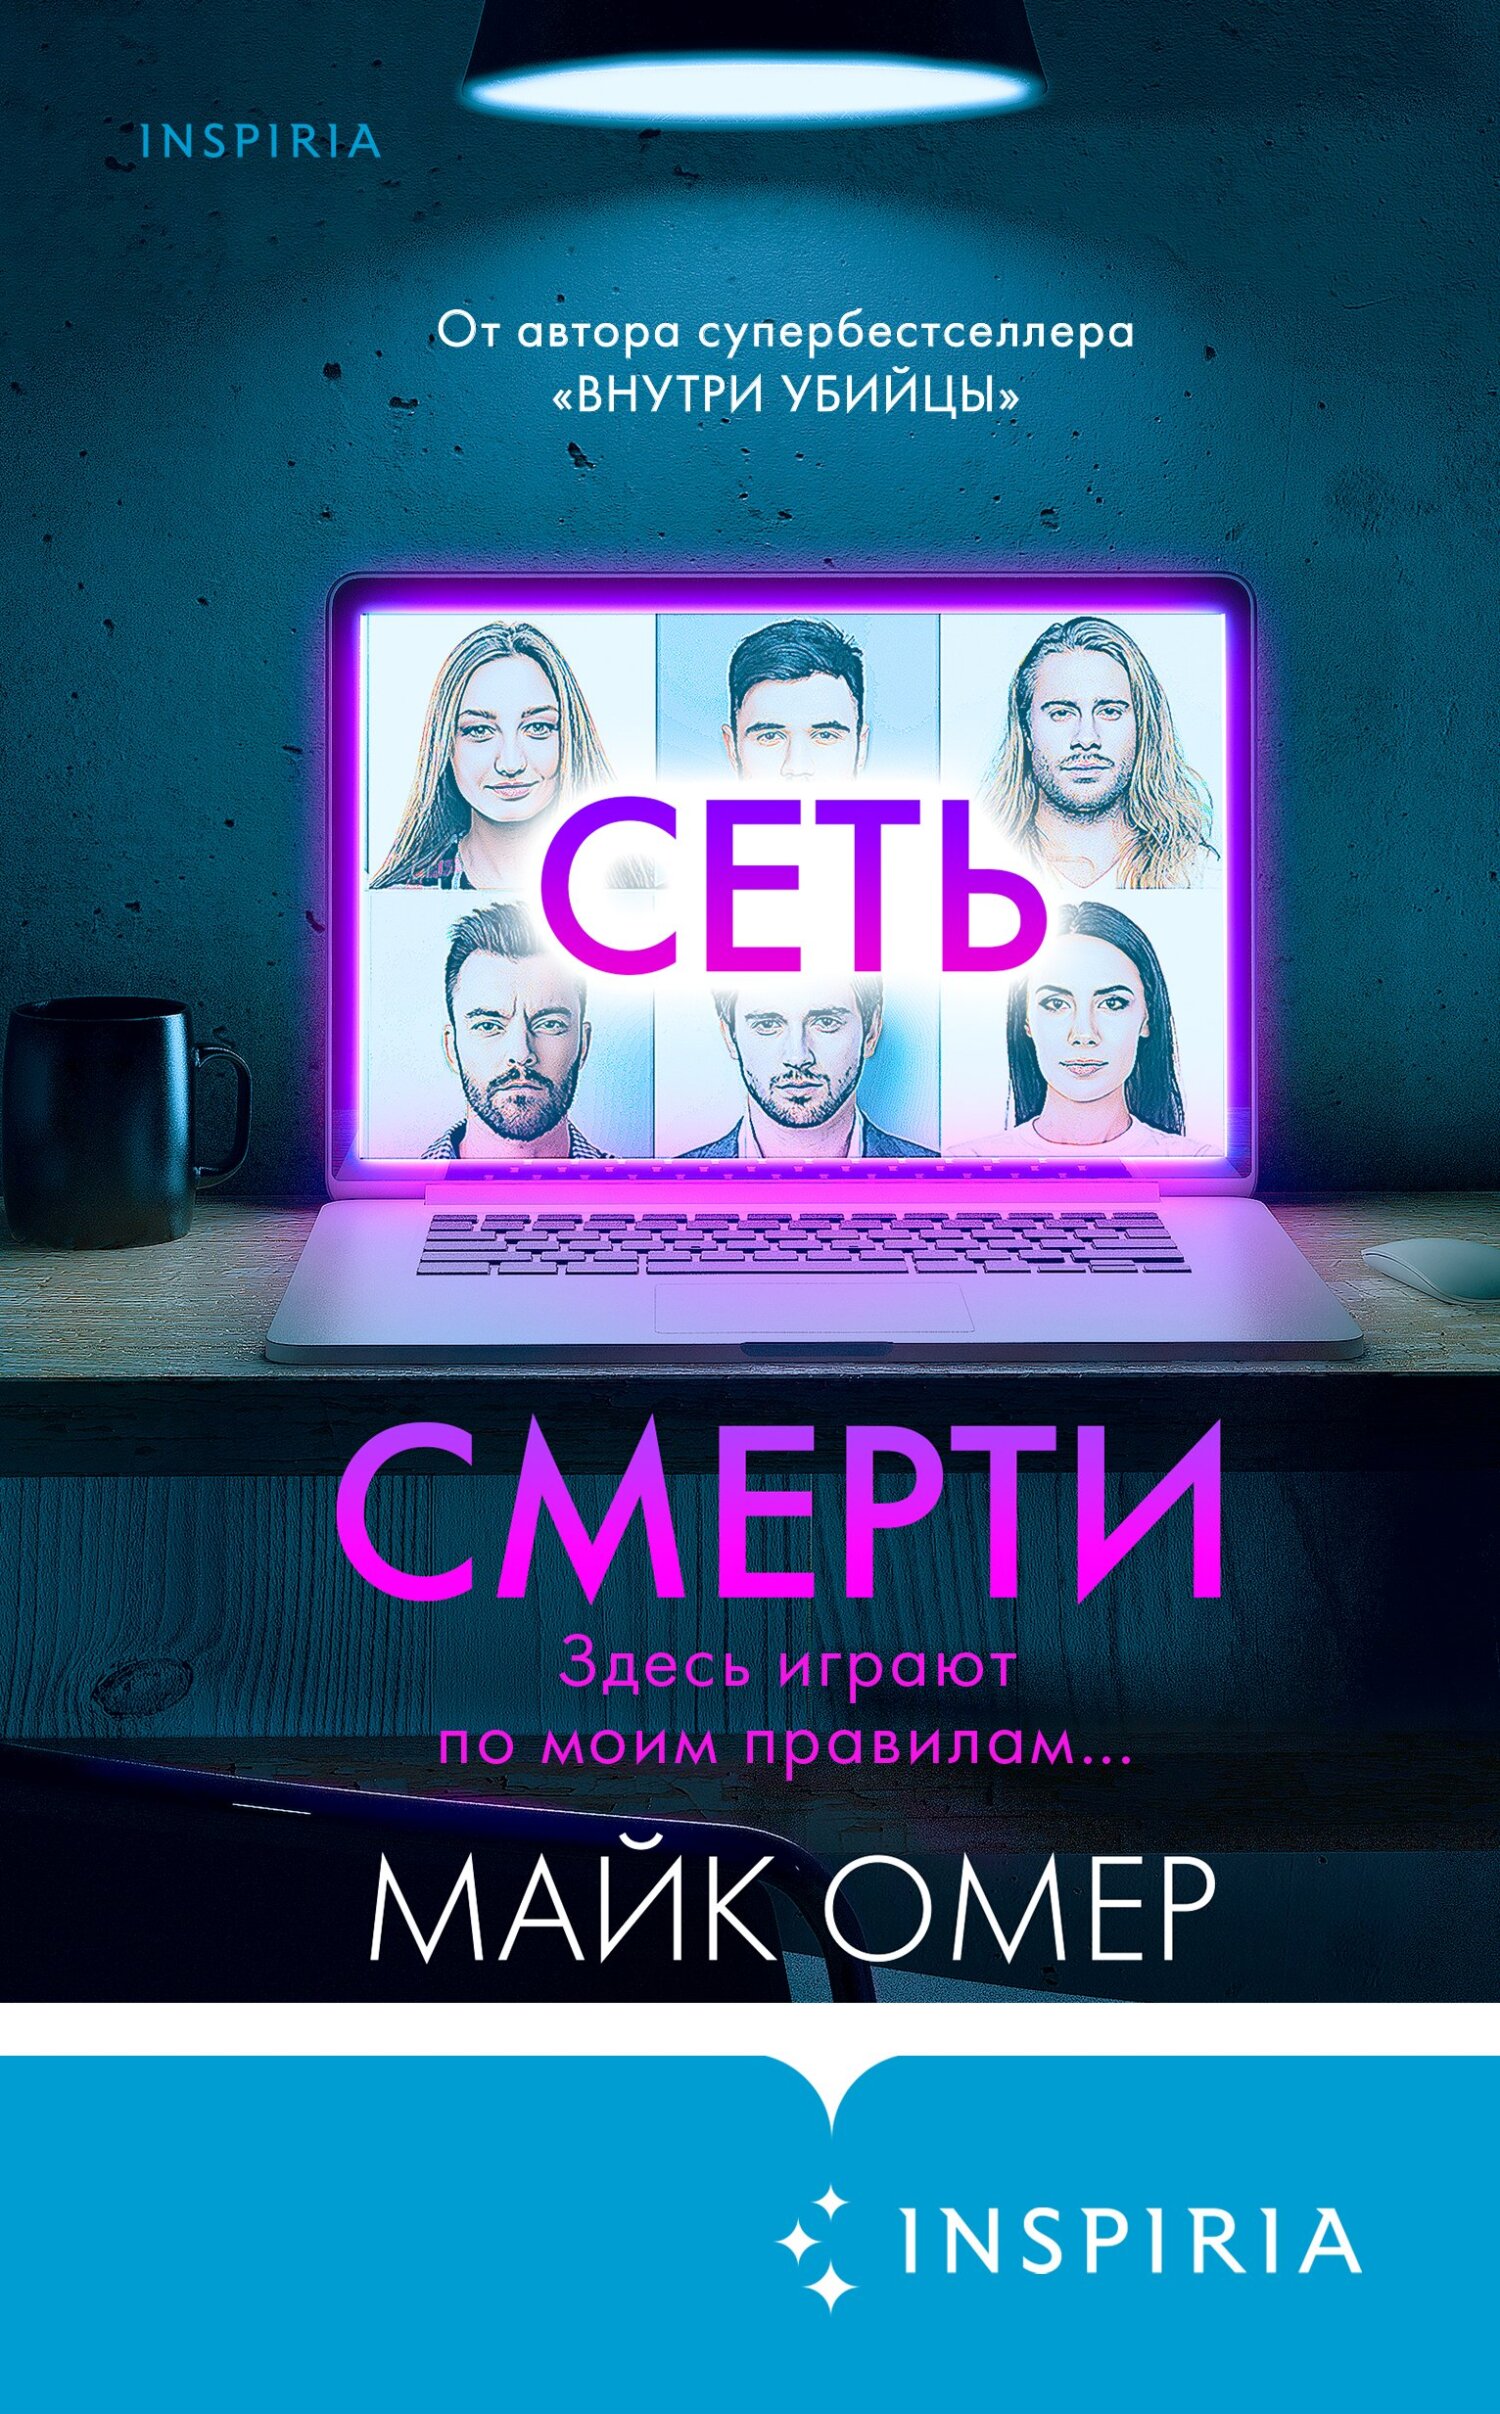 INSPIRIA
От автора супербестселлера
«ВНУТРИ УБИЙЦЫ»
СЕТЬ
СМЕРТИ
Здесь играют
по моим правилам...
МАЙК ОМЕР
INSPIRIA